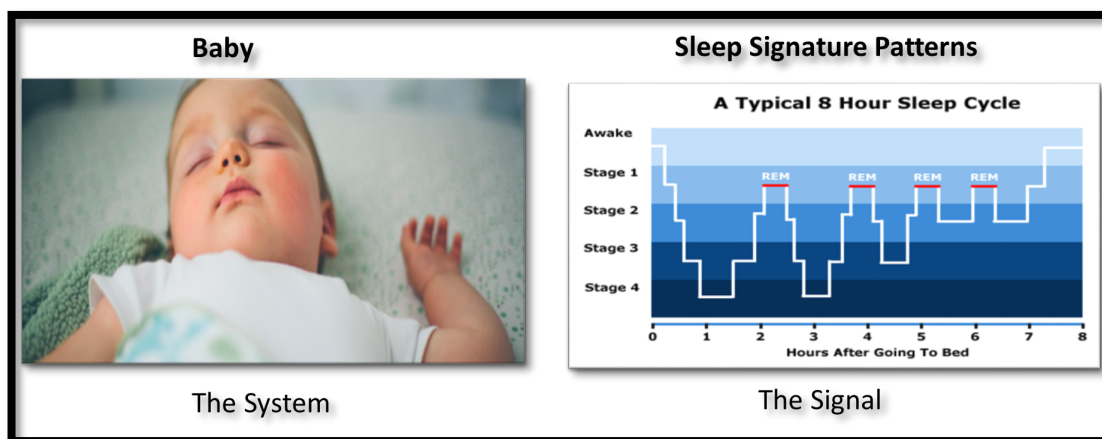 Baby
Sleep Signature Patterns
A Typical 8 Hour Sleep Cycle
Awake
Stage 1
REM REM REM REM
Stage 2
Stage 3
Stage 4
0 1 2 3 4 5 6 7 8
Hours After Going To Bed
The System
The Signal